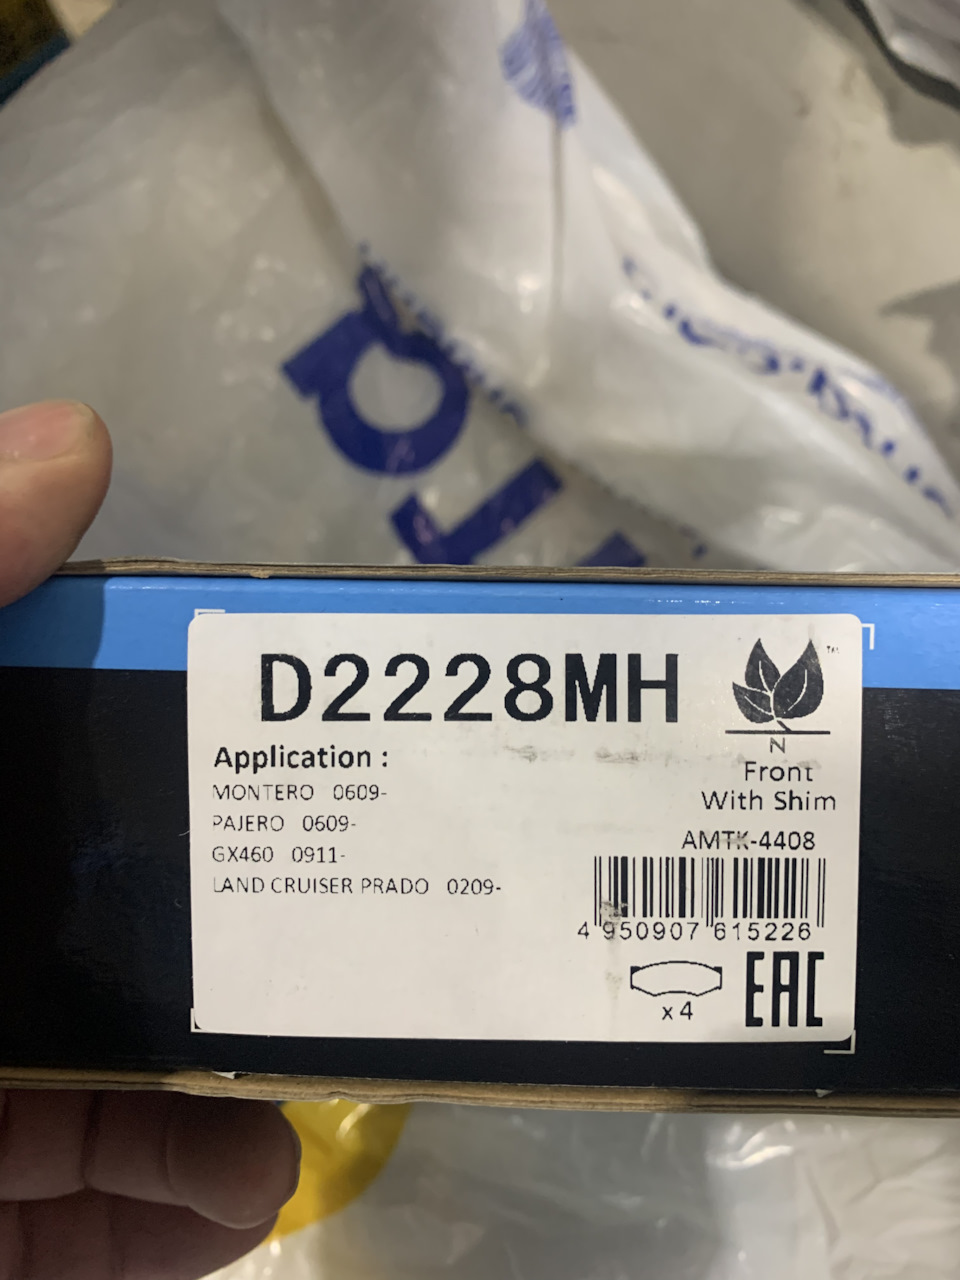 D2228MH
™
N
Application :
Front
With Shim
MONTERO 0609-
PAJERO 0609-
GX460 0911-
LAND CRUISER PRADO 0209-
AMTK-4408
4 950907 615226
x 4
EAC